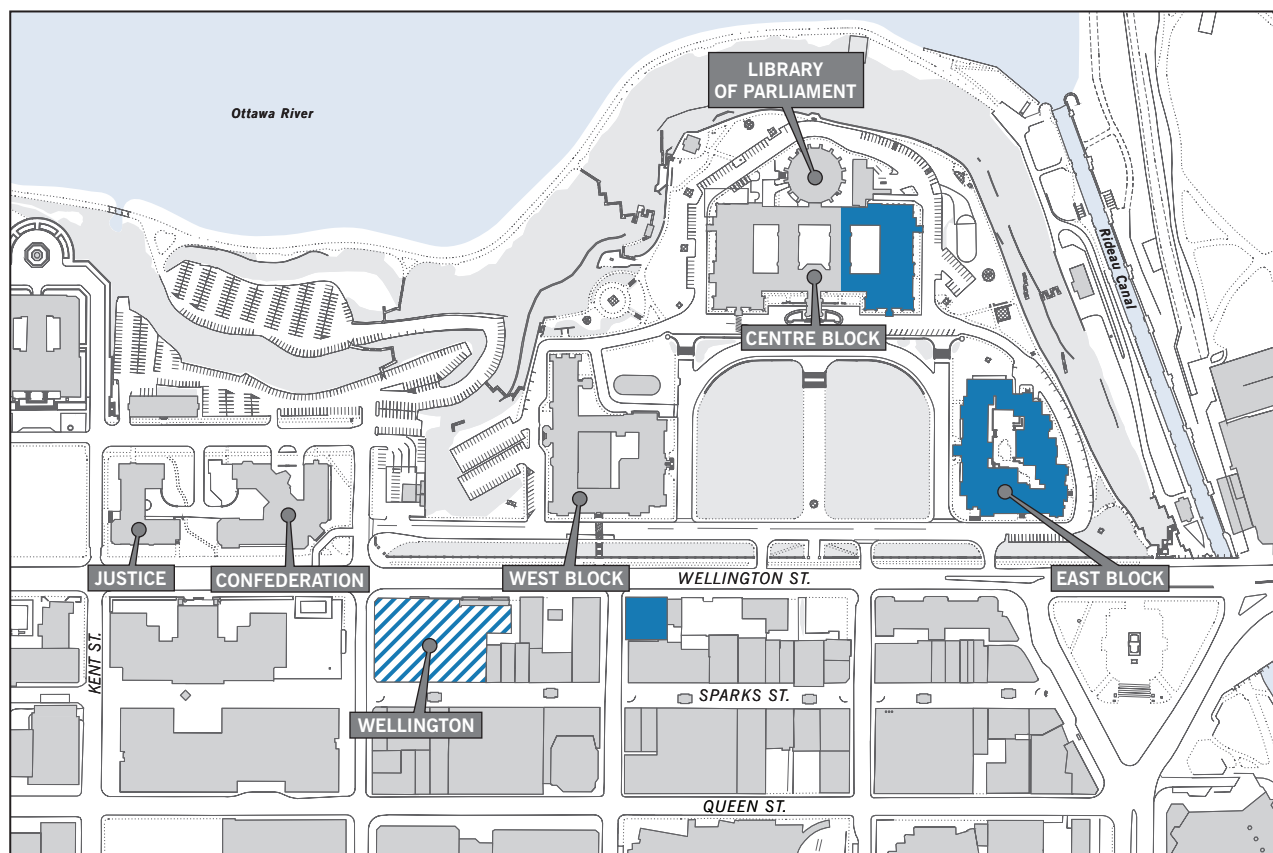 LIBRARY
OF PARLIAMENT
Ottawa River
Rideau Canal
CENTRE BLOCK
JUSTICE
CONFEDERATION
WEST BLOCK
WELLINGTON ST.
EAST BLOCK
KENT ST.
SPARKS ST.
WELLINGTON
QUEEN ST.